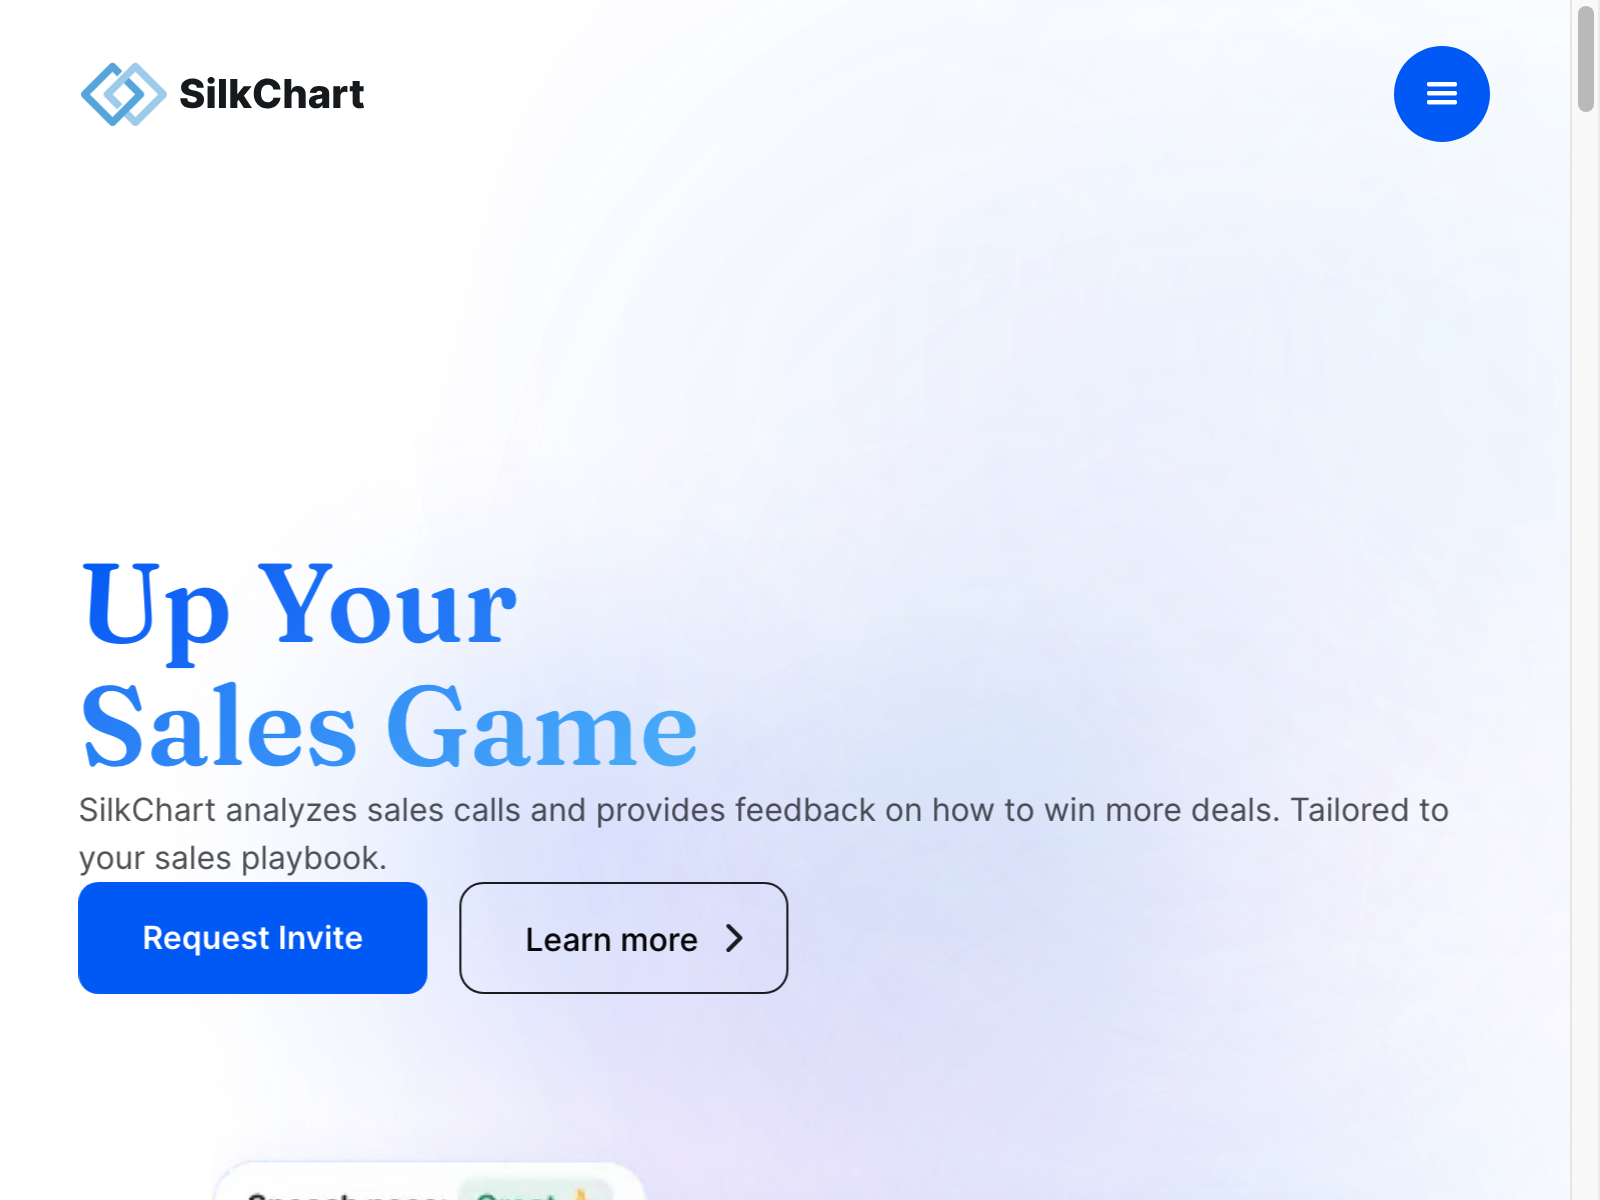 SilkChart
Up Your
Sales Game
SilkChart analyzes sales calls and provides feedback on how to win more deals. Tailored to
your sales playbook.
Request Invite
Learn more